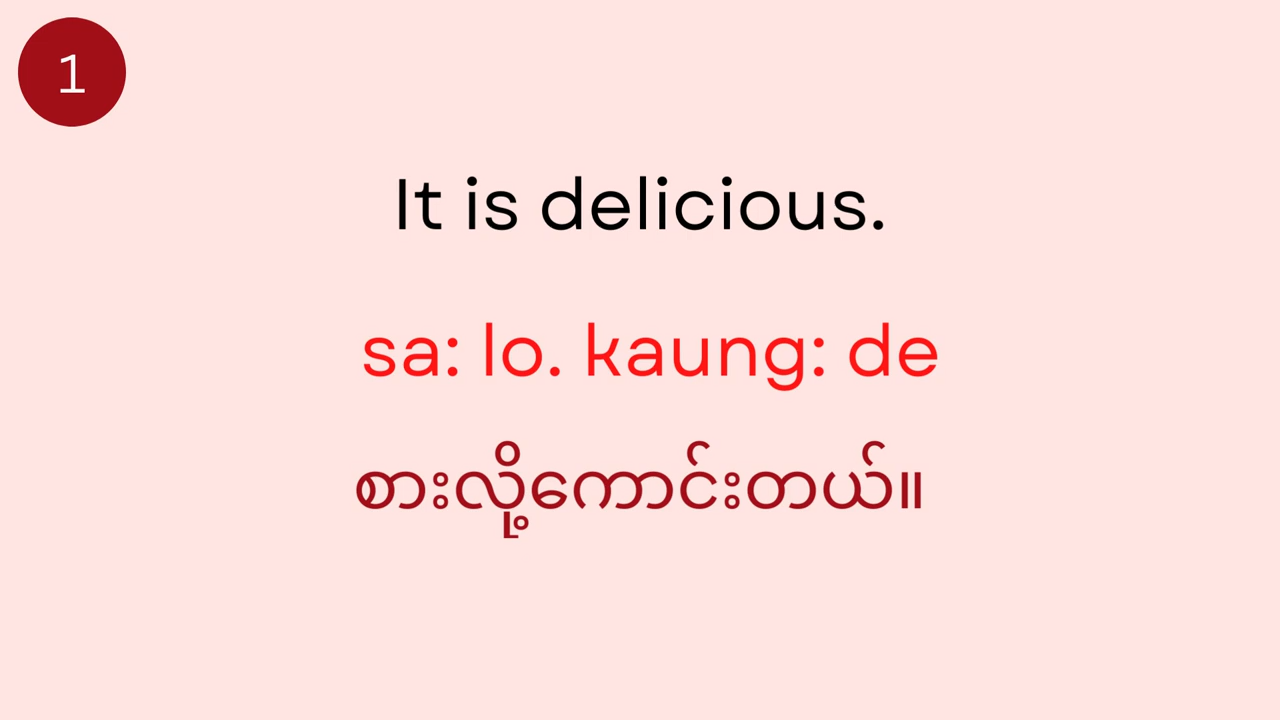 1
It is delicious.
sa: lo. kaung: de
စားလို့ကောင်းတယ်။